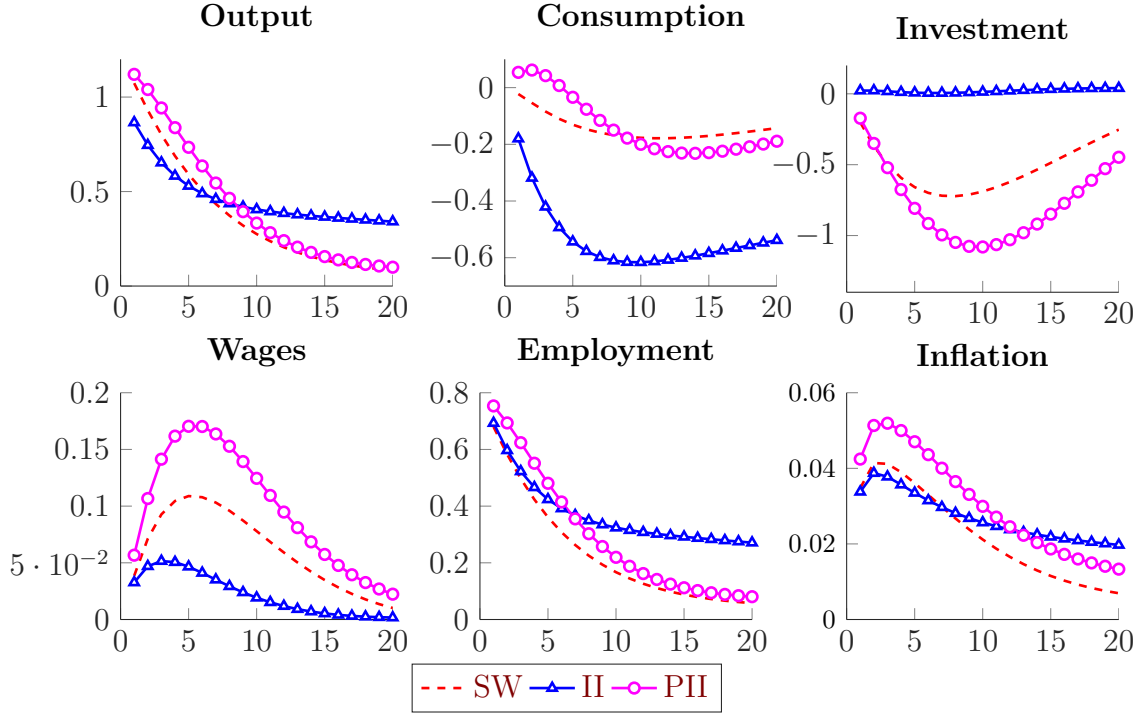 Output
Consumption
Investment
1
0.5
0
0
−0.2
−0.4
−0.6
0
−0.5
−1
0 5 10 15 20
0 5 10 15 20
0 5 10 15 20
Wages
Employment
Inflation
0.2
0.15
0.1
5 · 10−2
0
0.8
0.6
0.4
0.2
0
0.06
0.04
0.02
0
0 5 10 15 20
0 5 10 15 20
0 5 10 15 20
SW II PII